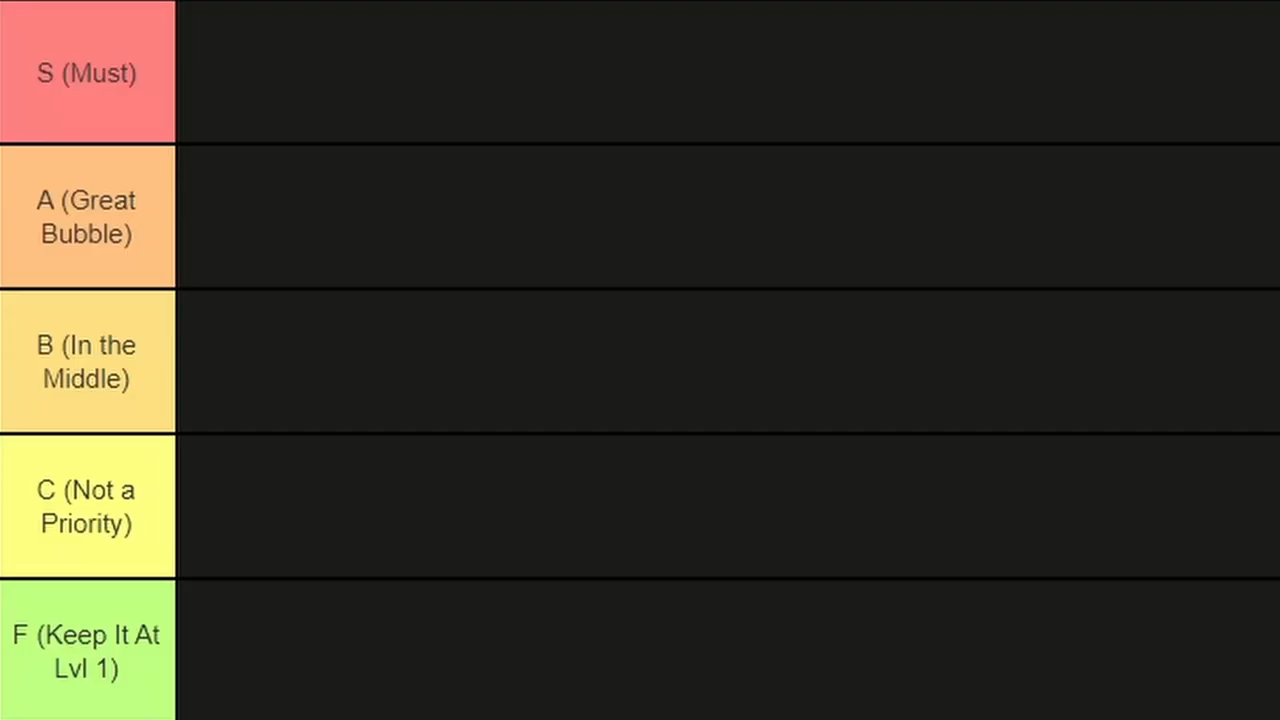 S (Must)
A (Great
Bubble)
B (In the
Middle)
C (Not a
Priority)
F (Keep It At
Lvl 1)